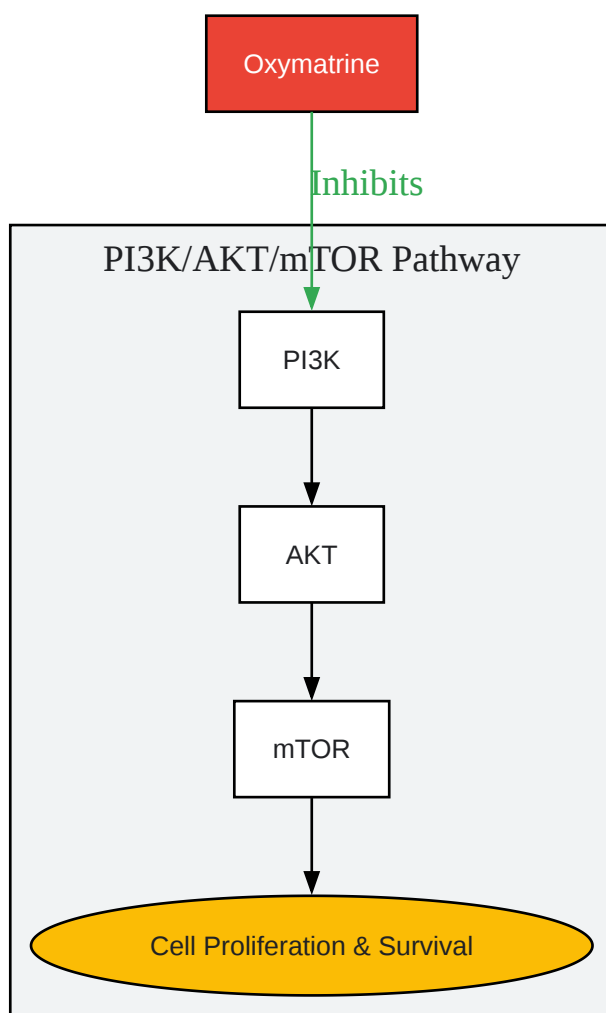 Oxymatrine
Inhibits
PI3K/AKT/mTOR Pathway
PI3K
AKT
mTOR
Cell Proliferation & Survival